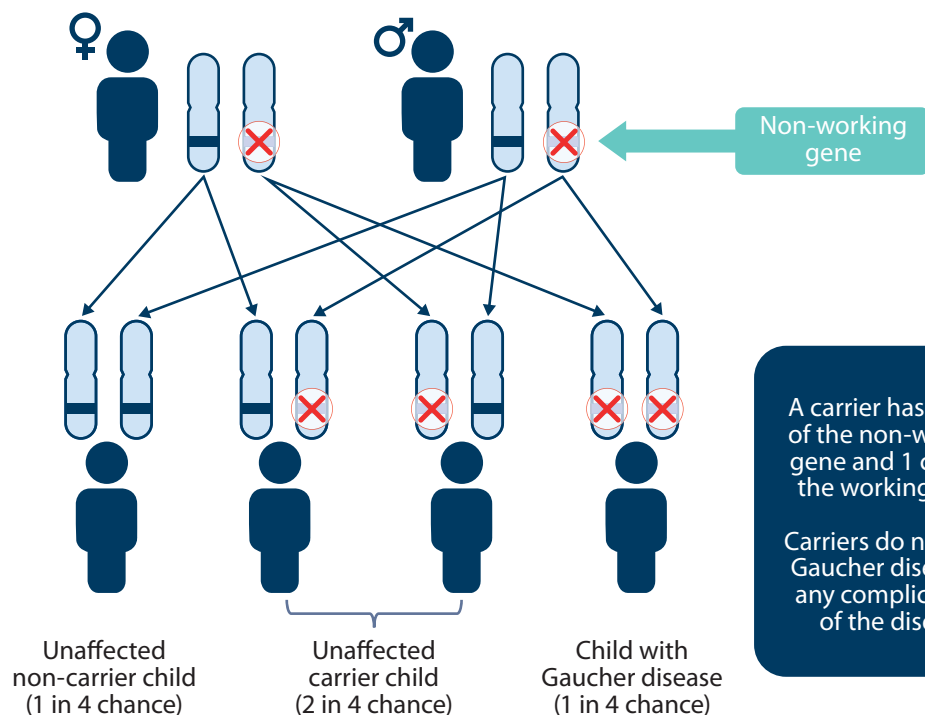 Non-working
gene
A carrier has
of the non-w
gene and 1
the working
Carriers do n
Gaucher dise
any complic
of the dise
Unaffected
non-carrier child
(1 in 4 chance)
Unaffected
carrier child
(2 in 4 chance)
Child with
Gaucher disease
(1 in 4 chance)